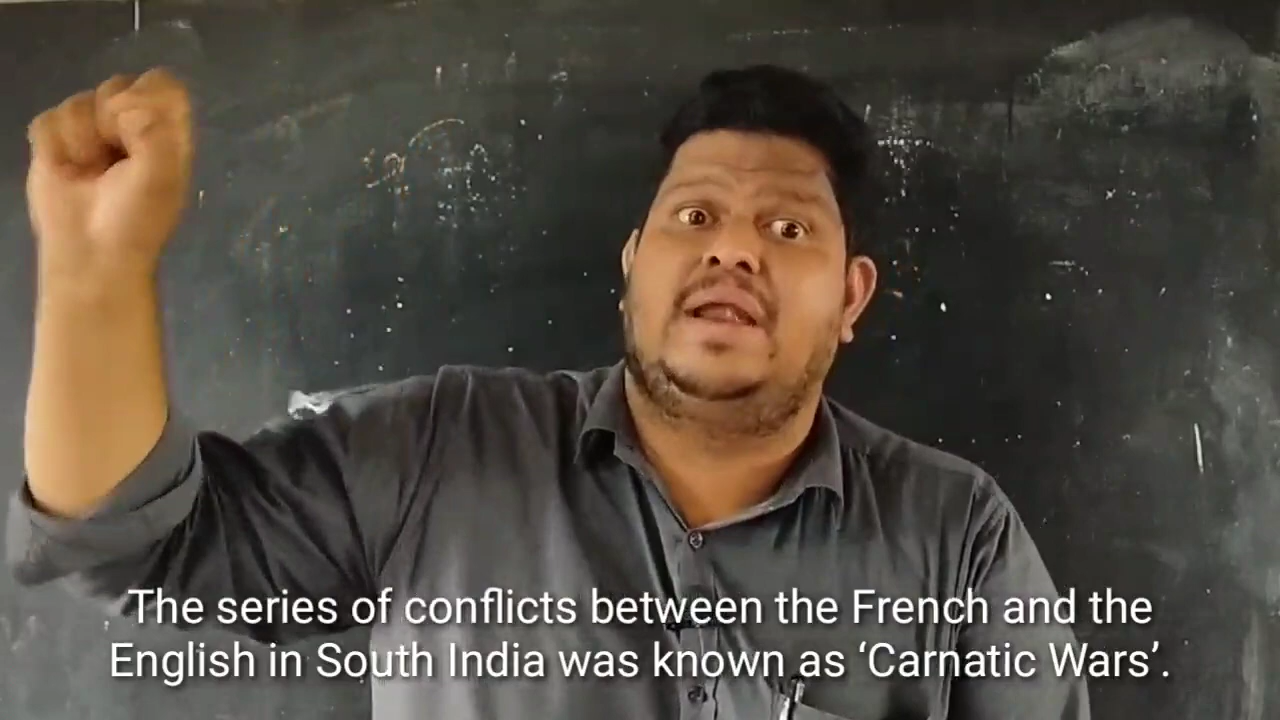 The series of conflicts between the French and the
English in South India was known as ‘Carnatic Wars’.